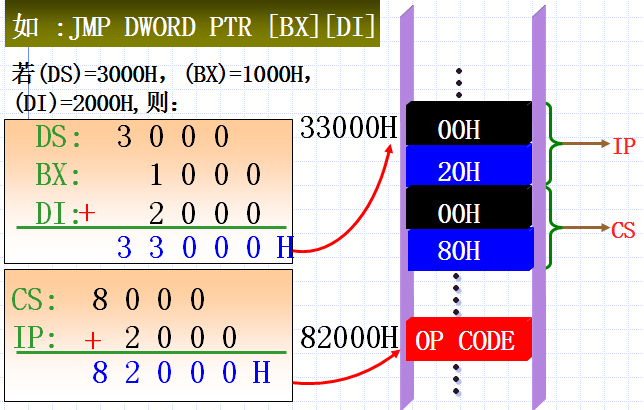 如 :JMP DWORD PTR [BX][DI]
若(DS)=3000H, (BX)=1000H,
(DI)=2000H,则:
DS: 3 0 0 0
BX: 1 0 0 0
DI:+ 2 0 0 0
3 3 0 0 0 H
CS: 8 0 0 0
IP: + 2 0 0 0
8 2 0 0 0 H
33000H
00H
20H
IP
00H
80H
CS
82000H
OP CODE